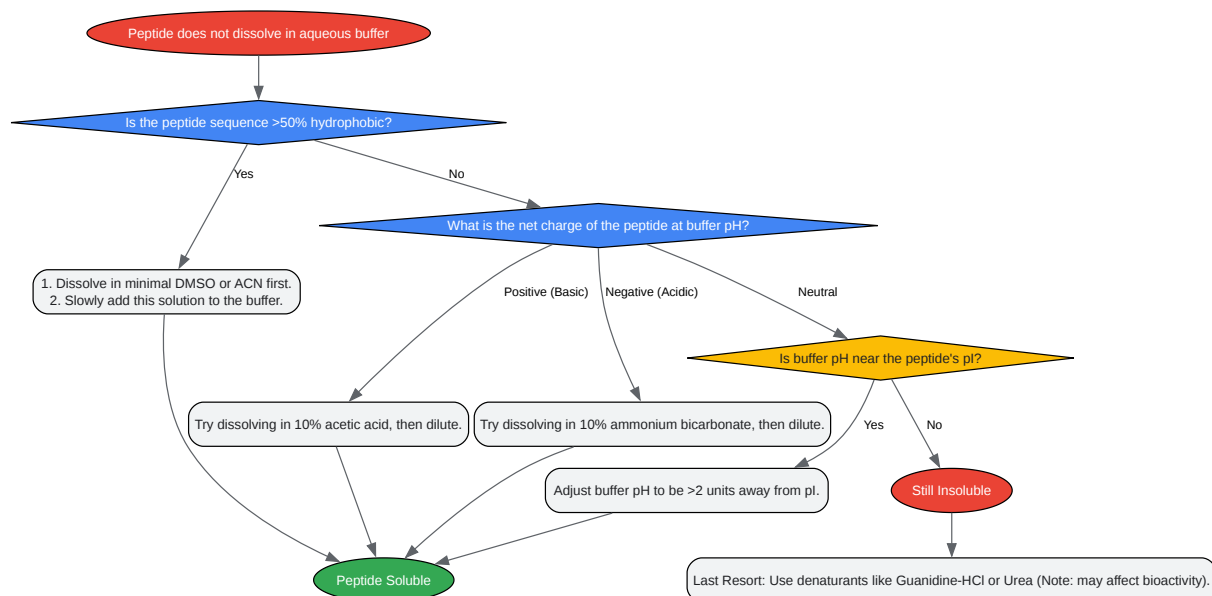 Peptide does not dissolve in aqueous buffer
Is the peptide sequence >50% hydrophobic?
Yes
No
What is the net charge of the peptide at buffer pH?
1. Dissolve in minimal DMSO or ACN first.
2. Slowly add this solution to the buffer.
Positive (Basic)
Negative (Acidic)
Neutral
Is buffer pH near the peptide's pI?
Try dissolving in 10% acetic acid, then dilute.
Try dissolving in 10% ammonium bicarbonate, then dilute.
Yes
No
Adjust buffer pH to be >2 units away from pI.
Still Insoluble
Peptide Soluble
Last Resort: Use denaturants like Guanidine-HCl or Urea (Note: may affect bioactivity).